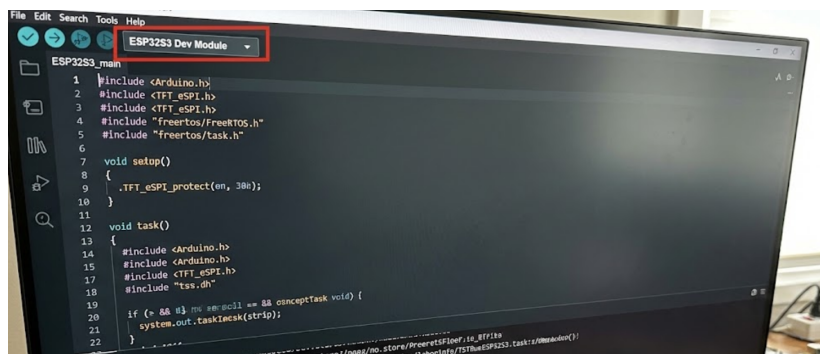 File Edit Search Tools Help
ESP32S3 Dev Module
ESP32S3_main
1 #include <Arduino.h>
2 #include <TFT_eSPI.h>
3 #include <TFT_eSPI.h>
4 #include "freertos/FreeRTOS.h"
5 #include "freertos/task.h"
6
7 void setup()
8 {
9 .TFT_eSPI_protect(en, );
10 }
11
12 void task()
13 {
14 #include <Arduino.h>
15 #include <Arduino.h>
16 #include <TFT_eSPI.h>
17 #include "tss.dh"
18
19 if ( && == && conceptTask void) {
20 system.out.taskIecsk(strip);
21 }
22